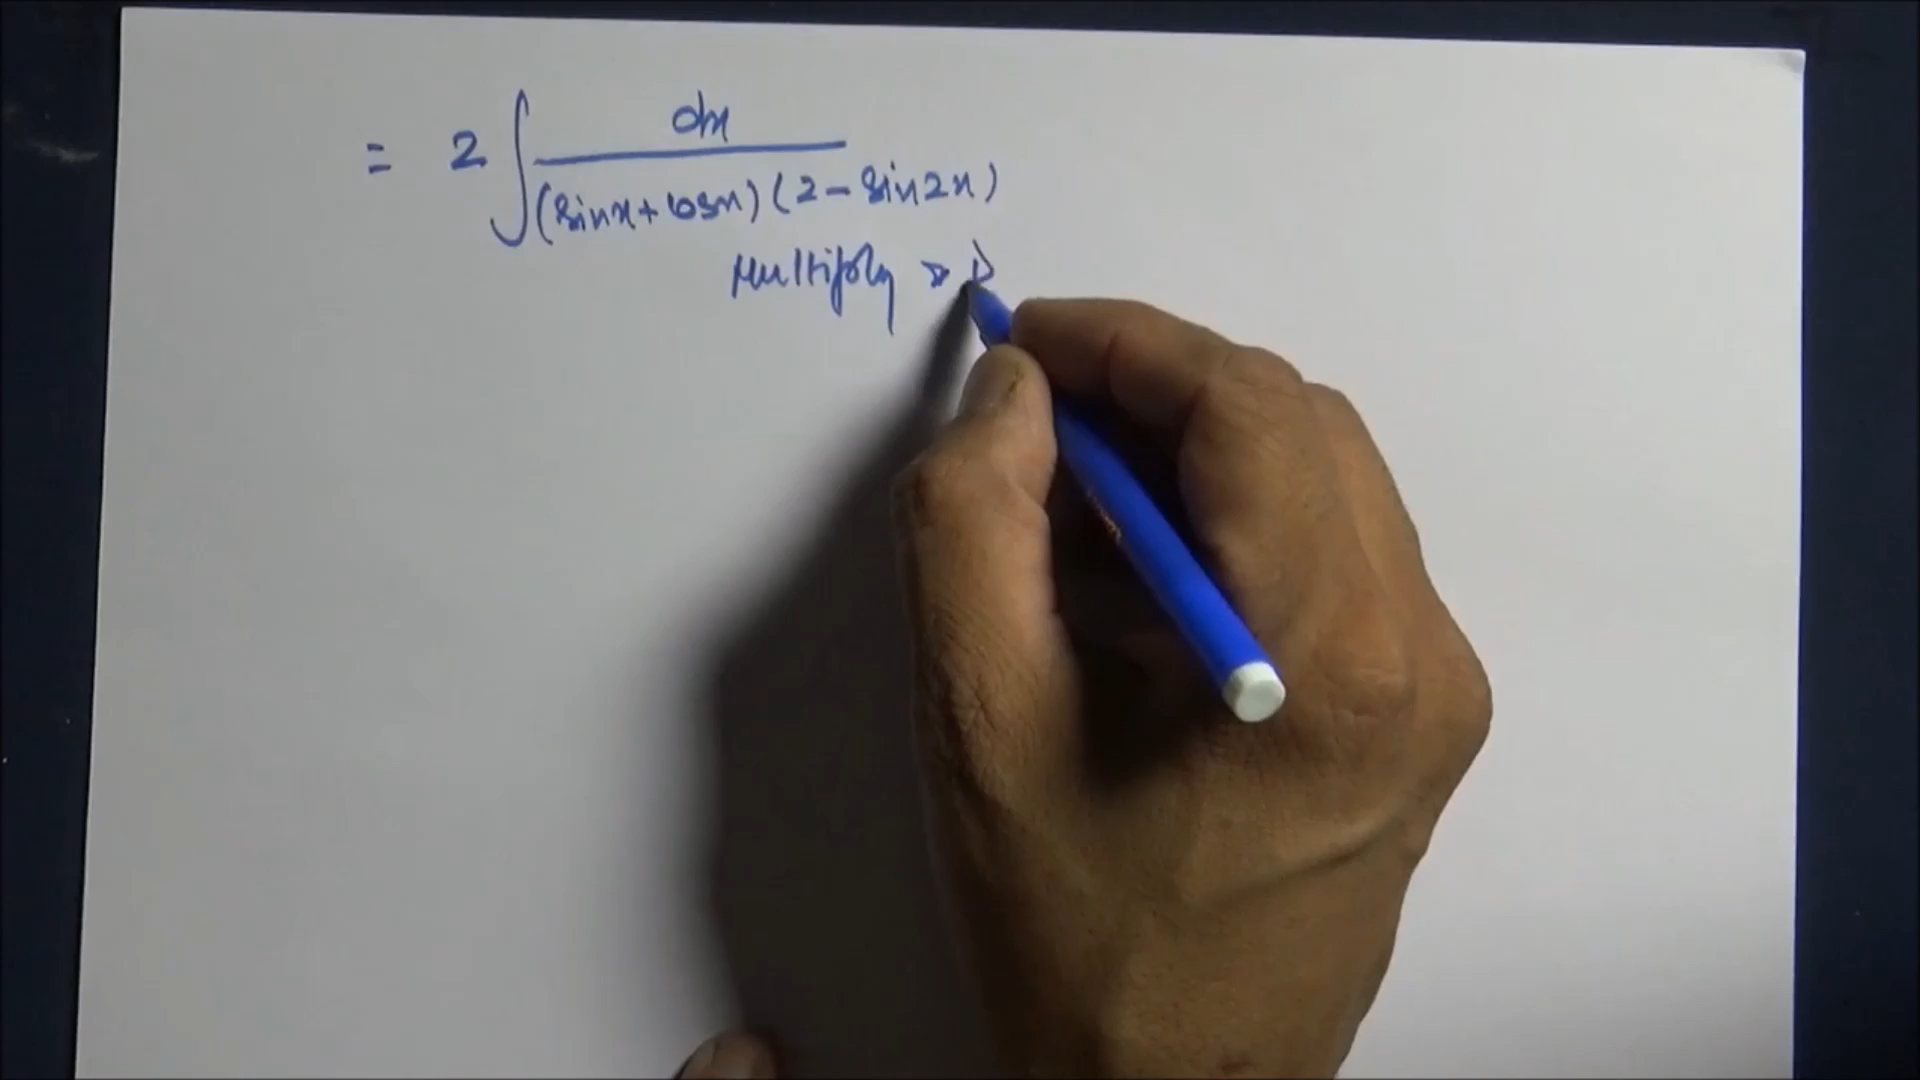 = 2 ∫ dx / (sinx + cosx) (2 - sin2x)
Multiply